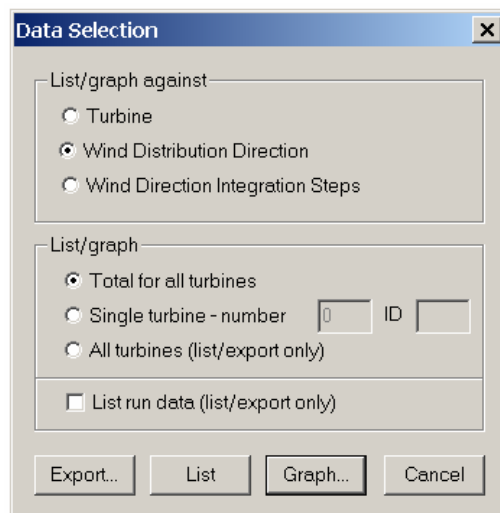 Data Selection
List/graph against
Turbine
Wind Distribution Direction
Wind Direction Integration Steps
List/graph
Total for all turbines
Single turbine - number 0 ID
All turbines (list/export only)
List run data (list/export only)
Export... List Graph... Cancel